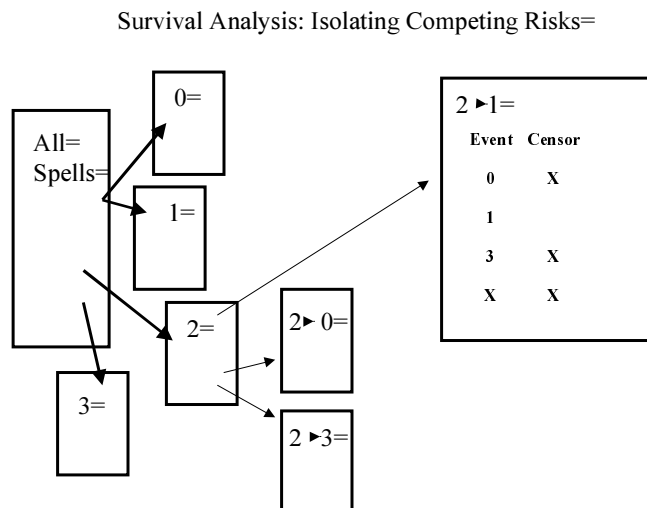 Survival Analysis: Isolating Competing Risks=
0=
All=
Spells=
1=
2=
3=
2 ► 0=
2 ►3=
2 ►1=
Event Censor
0 X
1
3 X
X X